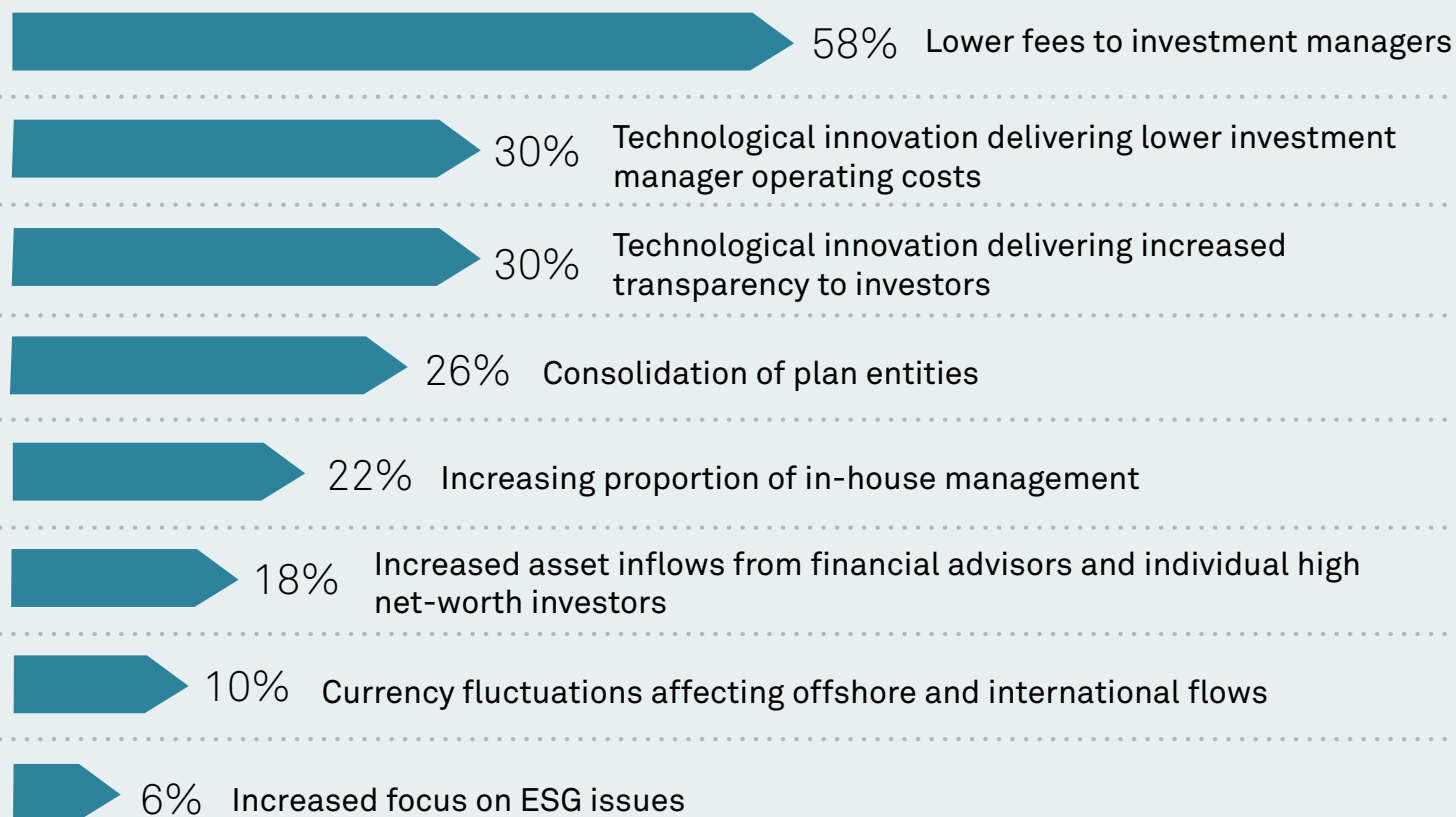 58% Lower fees to investment managers
30% Technological innovation delivering lower investment
manager operating costs
30% Technological innovation delivering increased
transparency to investors
26% Consolidation of plan entities
22% Increasing proportion of in-house management
18% Increased asset inflows from financial advisors and individual high
net-worth investors
10% Currency fluctuations affecting offshore and international flows
6% Increased focus on ESG issues